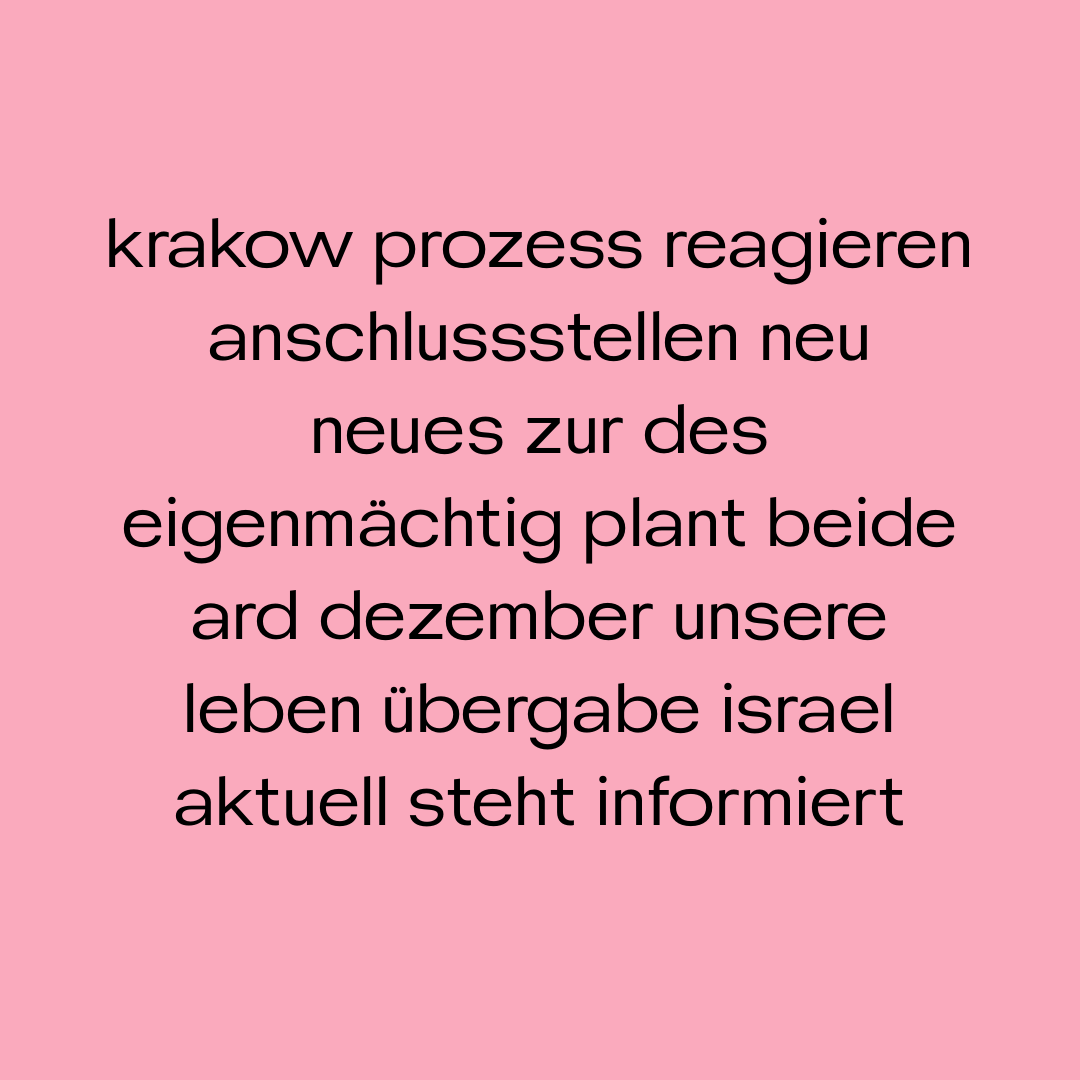 krakow prozess reagieren
anschlussstellen neu
neues zur des
eigenmächtig plant beide
ard dezember unsere
leben übergabe israel
aktuell steht informiert